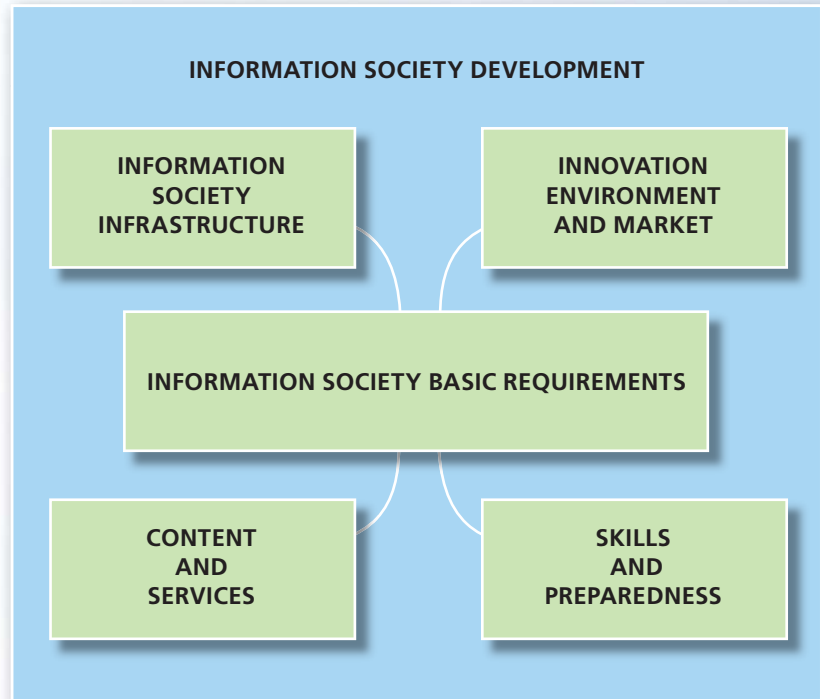 INFORMATION SOCIETY DEVELOPMENT
INFORMATION
SOCIETY
INFRASTRUCTURE
INNOVATION
ENVIRONMENT
AND MARKET
INFORMATION SOCIETY BASIC REQUIREMENTS
CONTENT
AND
SERVICES
SKILLS
AND
PREPAREDNESS